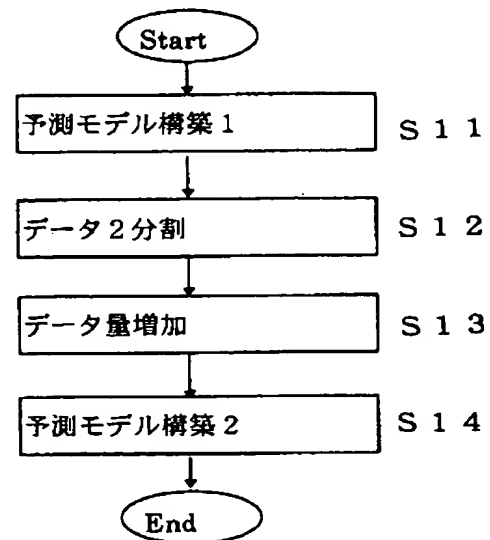 Start
予測モデル構築1 S11
データ2分割 S12
データ量増加 S13
予測モデル構築2 S14
End